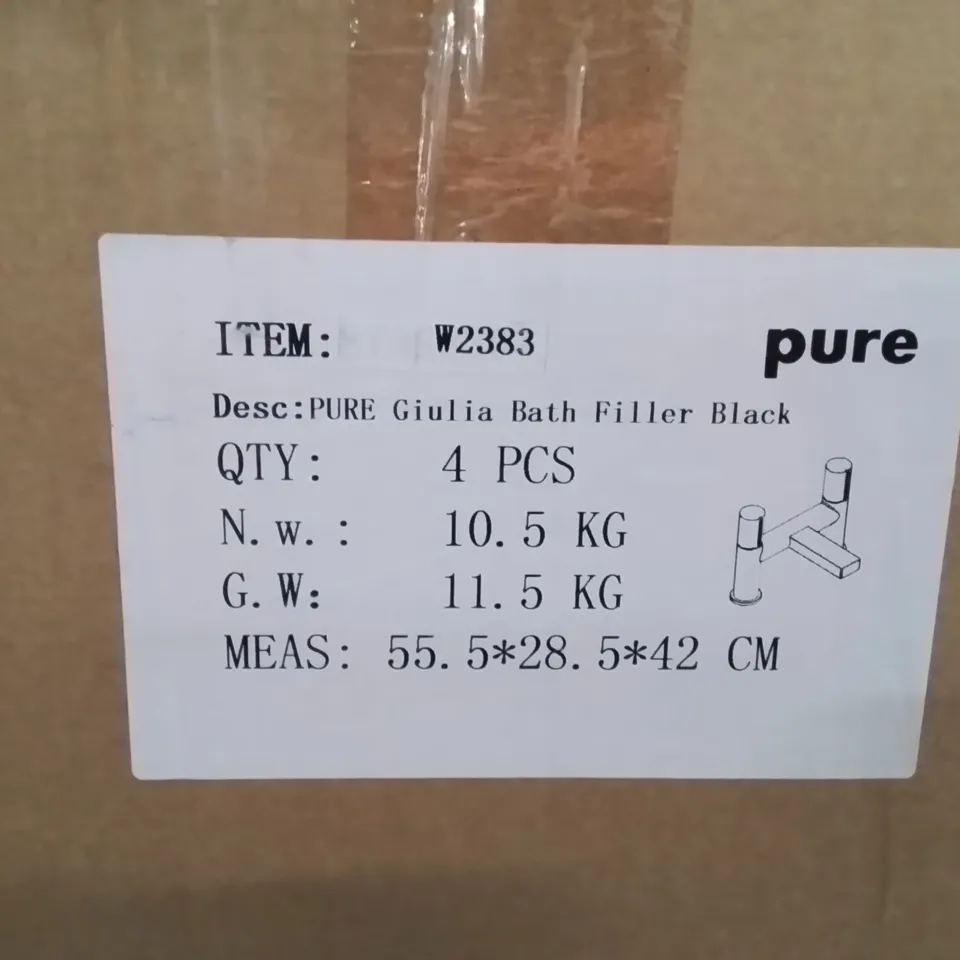 ITEM: W2383 pure
Desc:PURE Giulia Bath Filler Black
QTY: 4 PCS
N. w. : 10. 5 KG
G. W: 11. 5 KG
MEAS: 55. 5*28. 5*42 CM